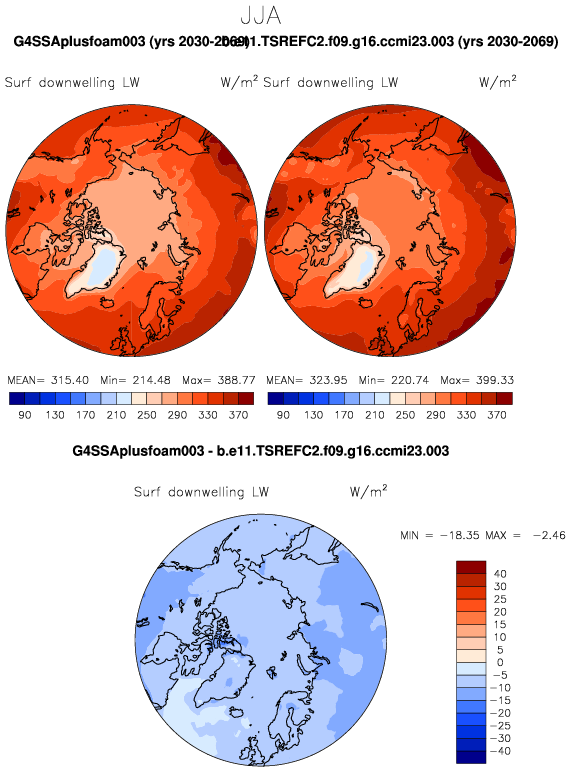 JJA
G4SSAplusfoam003 (yrs 2030-2069) b.e11.TSREFC2.f09.g16.ccmi23.003 (yrs 2030-2069)
Surf downwelling LW W/m² Surf downwelling LW W/m²
MEAN= 315.40 Min= 214.48 Max= 388.77 MEAN= 323.95 Min= 220.74 Max= 399.33
90 130 170 210 250 290 330 370 90 130 170 210 250 290 330 370
G4SSAplusfoam003 - b.e11.TSREFC2.f09.g16.ccmi23.003
Surf downwelling LW W/m²
MIN = -18.35 MAX = -2.46
40
30
25
20
15
10
5
0
-5
-10
-15
-20
-25
-30
-40